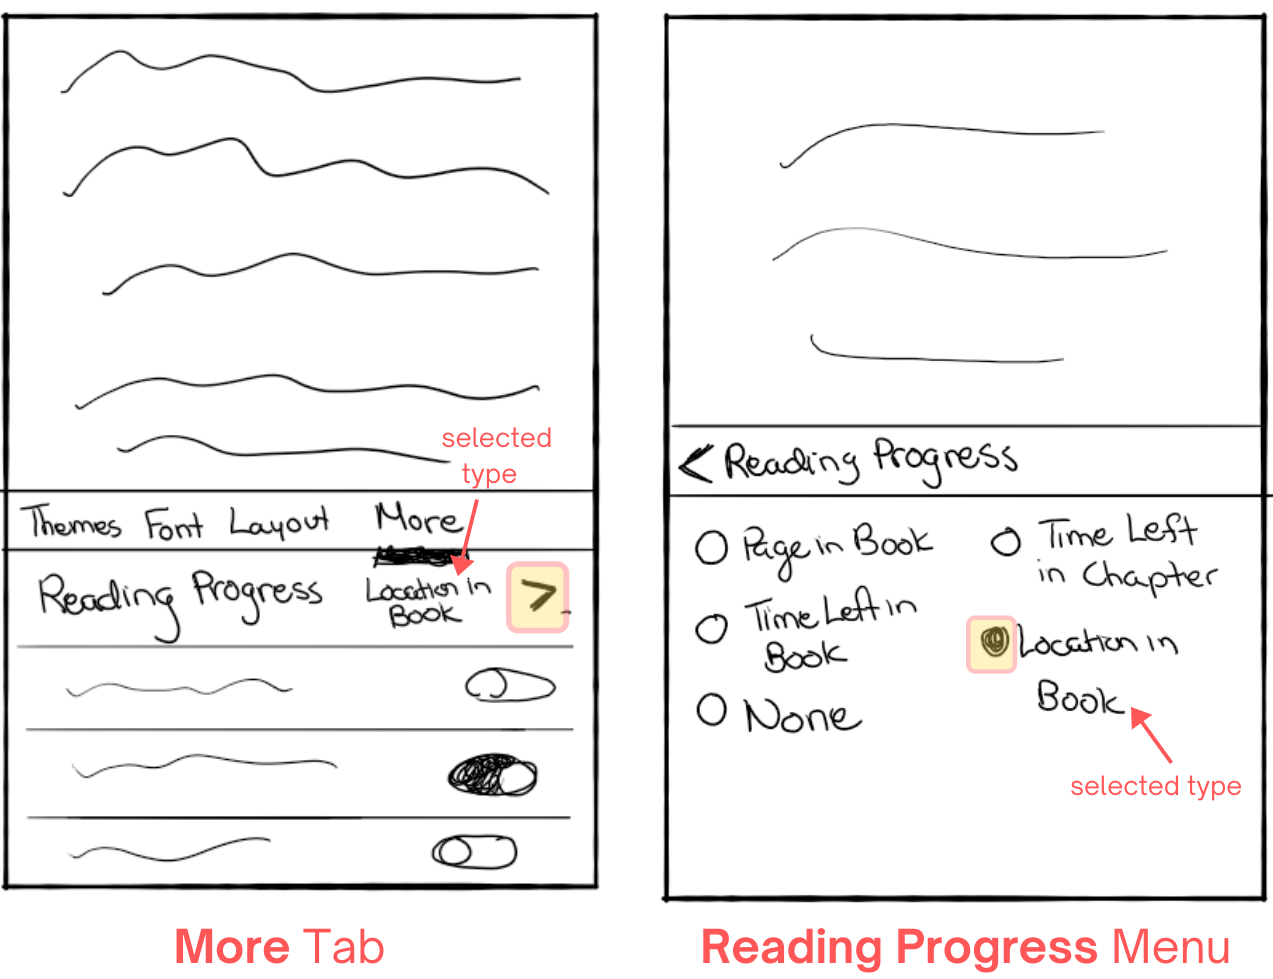 selected
type
Themes Font Layout More
Reading Progress
Location in
Book
More Tab
Reading Progress
Page in Book
Time Left
in Chapter
Time Left in
Book
Location in
Book
None
selected type
Reading Progress Menu